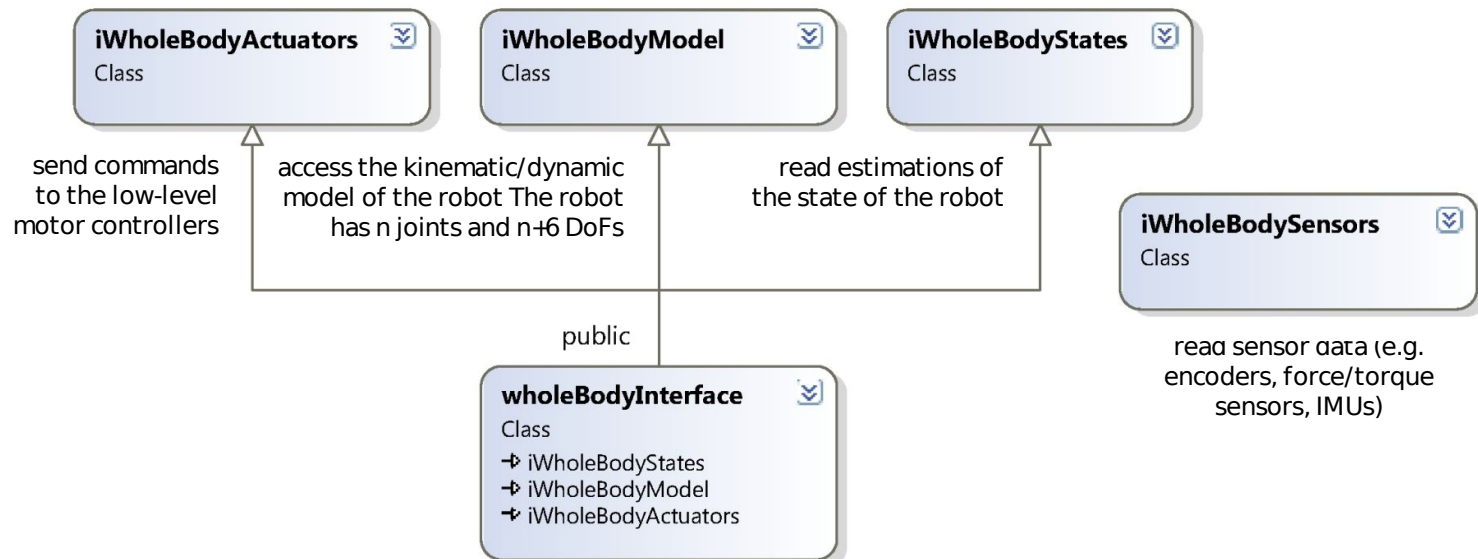 iWholeBodyActuators
Class
iWholeBodyModel
Class
iWholeBodyStates
Class
send commands
to the low-level
motor controllers
access the kinematic/dynamic
model of the robot The robot
has n joints and n+6 DoFs
read estimations of
the state of the robot
iWholeBodySensors
Class
read sensor data (e.g.
encoders, force/torque
sensors, IMUs)
public
wholeBodyInterface
Class
iWholeBodyStates
iWholeBodyModel
iWholeBodyActuators